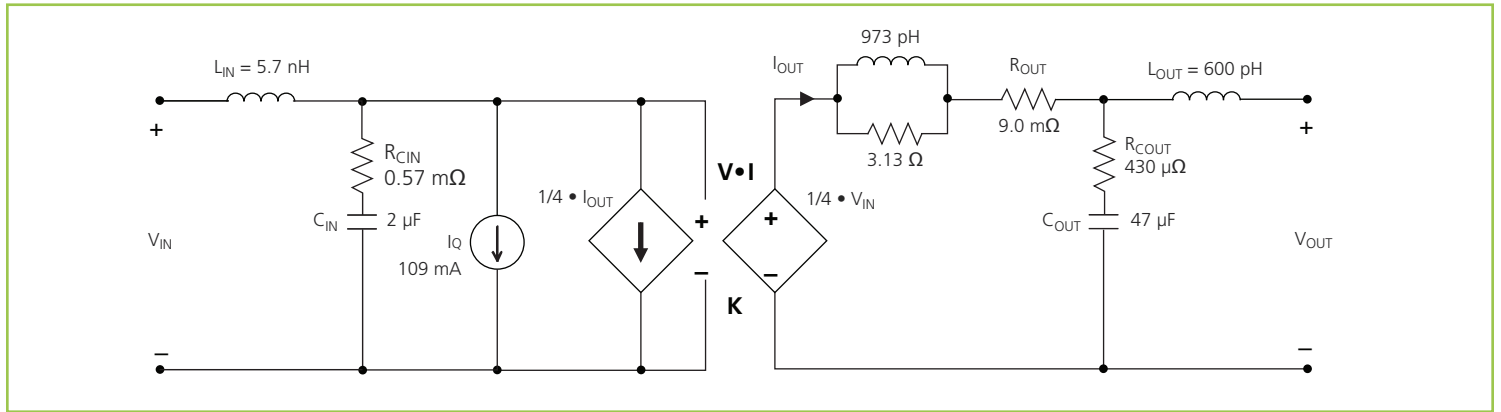 L_IN = 5.7 nH
973 pH
I_OUT
R_OUT
L_OUT = 600 pH
+
9.0 mΩ
+
R_CIN
0.57 mΩ
3.13 Ω
R_COUT
430 µΩ
V•I
1/4 • I_OUT
1/4 • V_IN
C_IN
2 µF
+
+
C_OUT
47 µF
V_IN
I_Q
109 mA
V_OUT
–
–
K
–
–